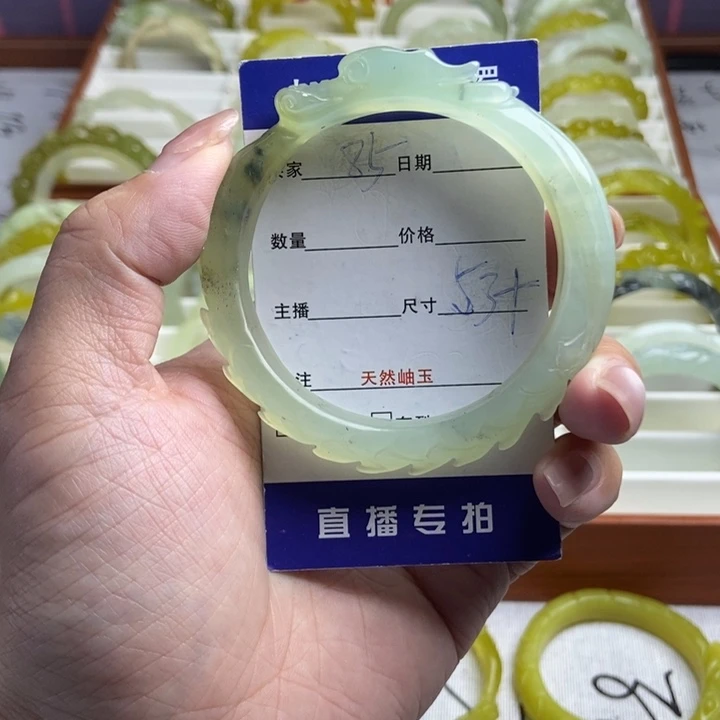 家 85 日期
数量 价格
主播 尺寸 53+
注 天然岫玉
直播专拍